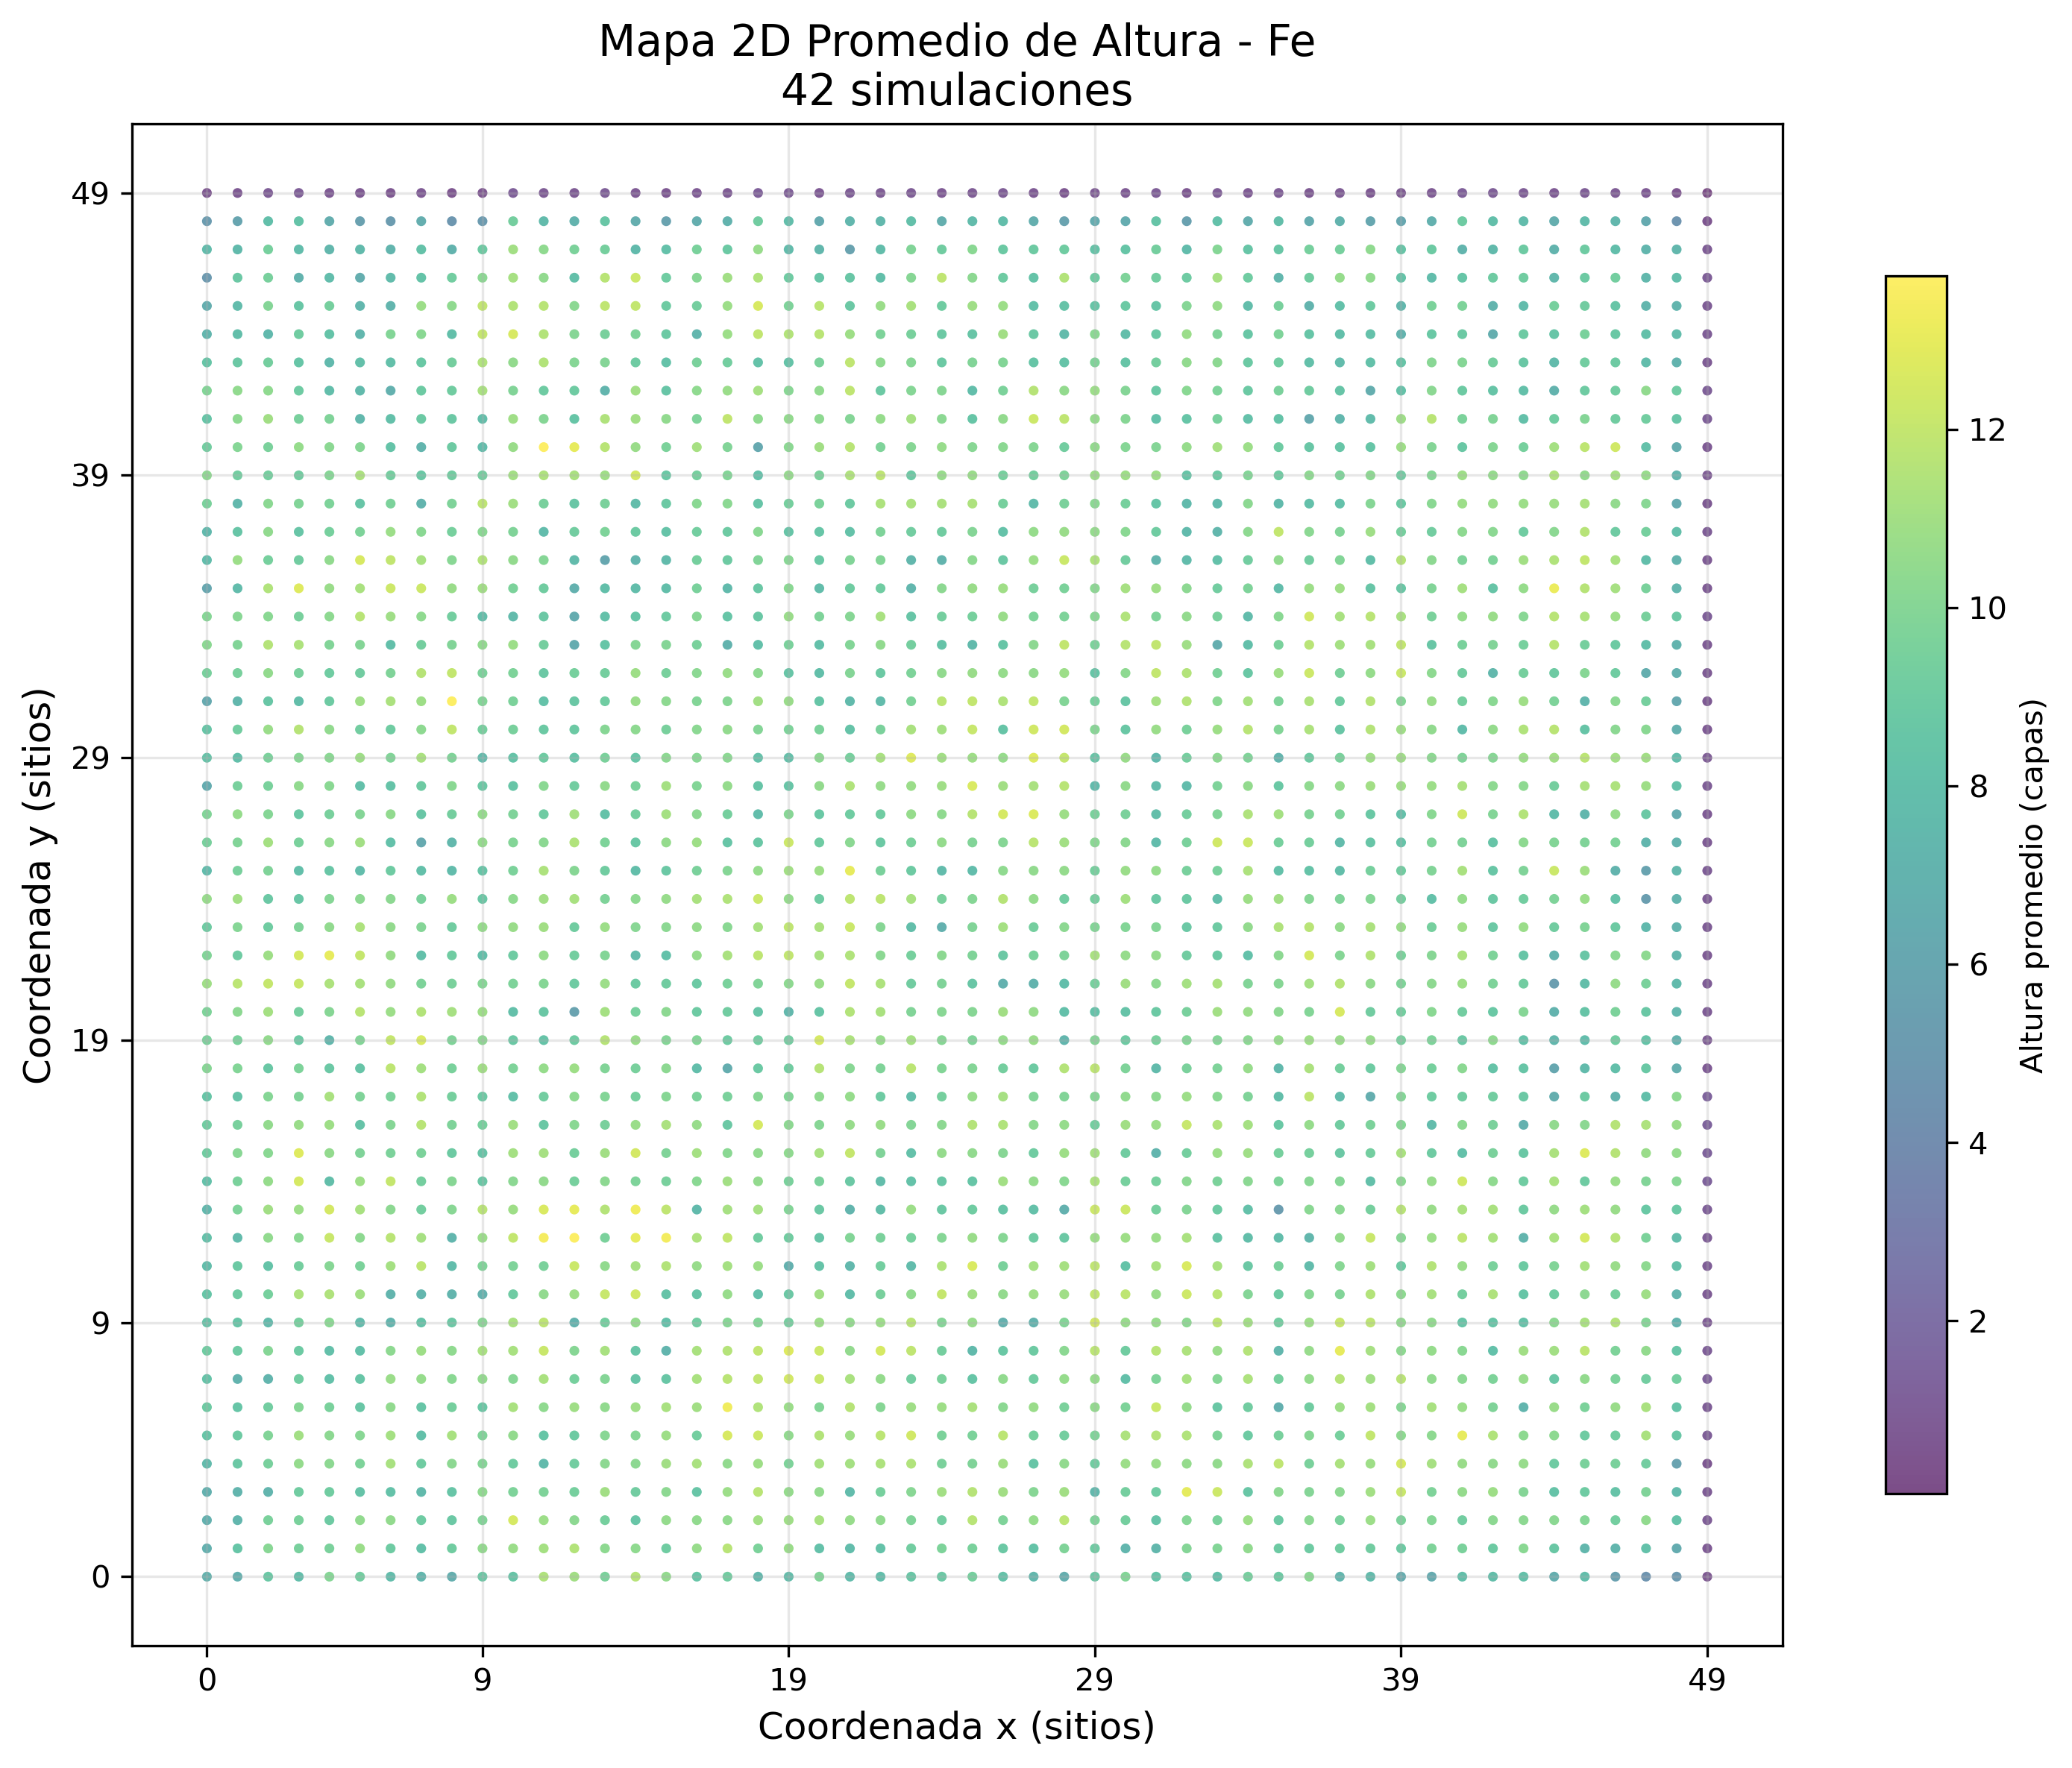 Mapa 2D Promedio de Altura - Fe
42 simulaciones
49
39
29
19
9
0
Coordenada y (sitios)
0 9 19 29 39 49
Coordenada x (sitios)
12
10
8
6
4
2
Altura promedio (capas)